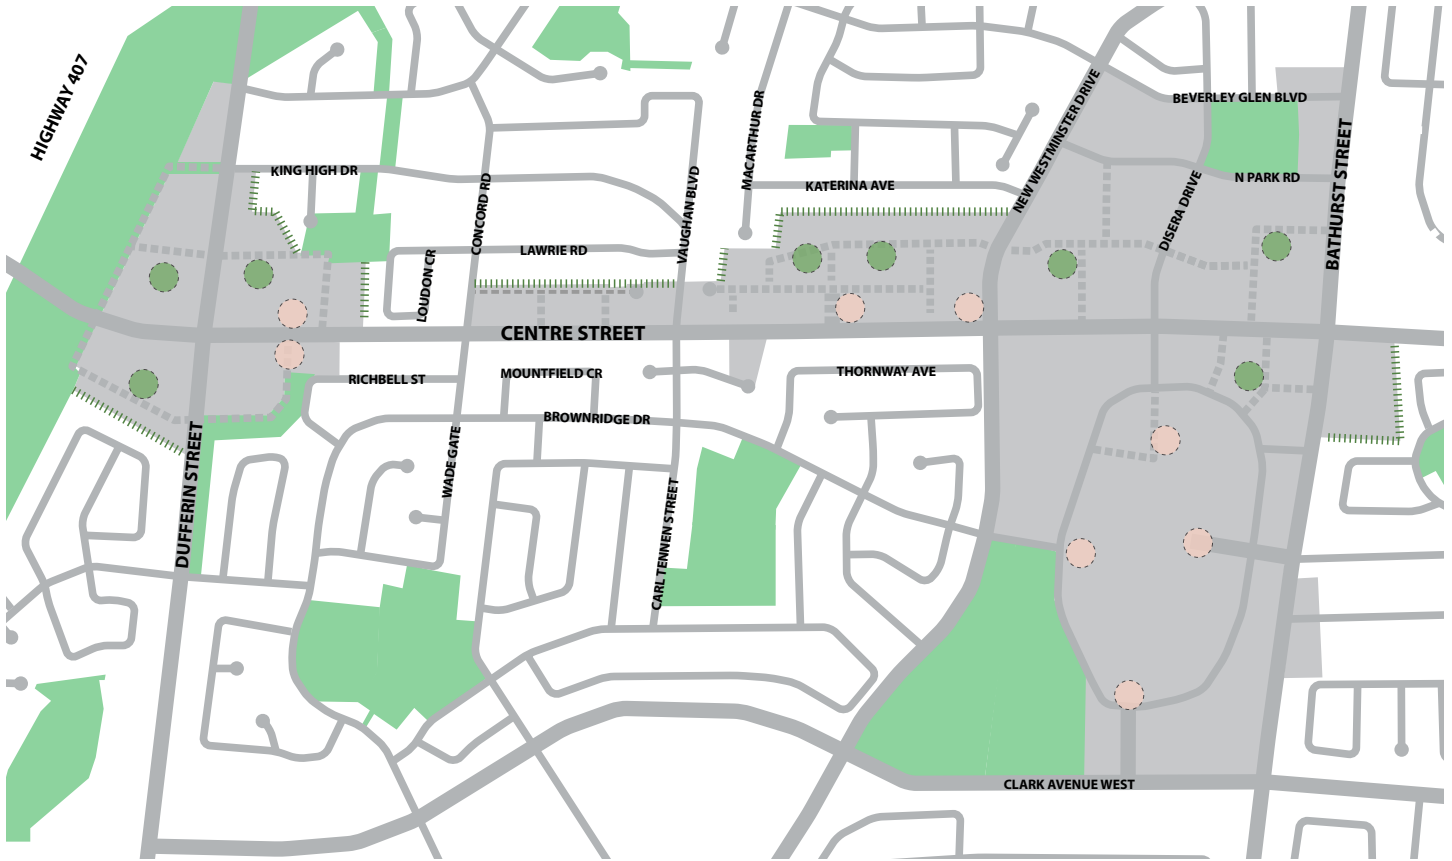 HIGHWAY 407
BEVERLEY GLEN BLVD
MACARTHUR DR
NEW WESTMINSTER DRIVE
BATHURST STREET
KING HIGH DR
KATERINA AVE
N PARK RD
CONCORD RD
VAUGHAN BLVD
DISERA DRIVE
LAWRIE RD
LOUDON CR
CENTRE STREET
RICHBELL ST
MOUNTFIELD CR
THORNWAY AVE
BROWNRIDGE DR
WADE GATE
DUFFERIN STREET
CARL TENNEN STREET
CLARK AVENUE WEST